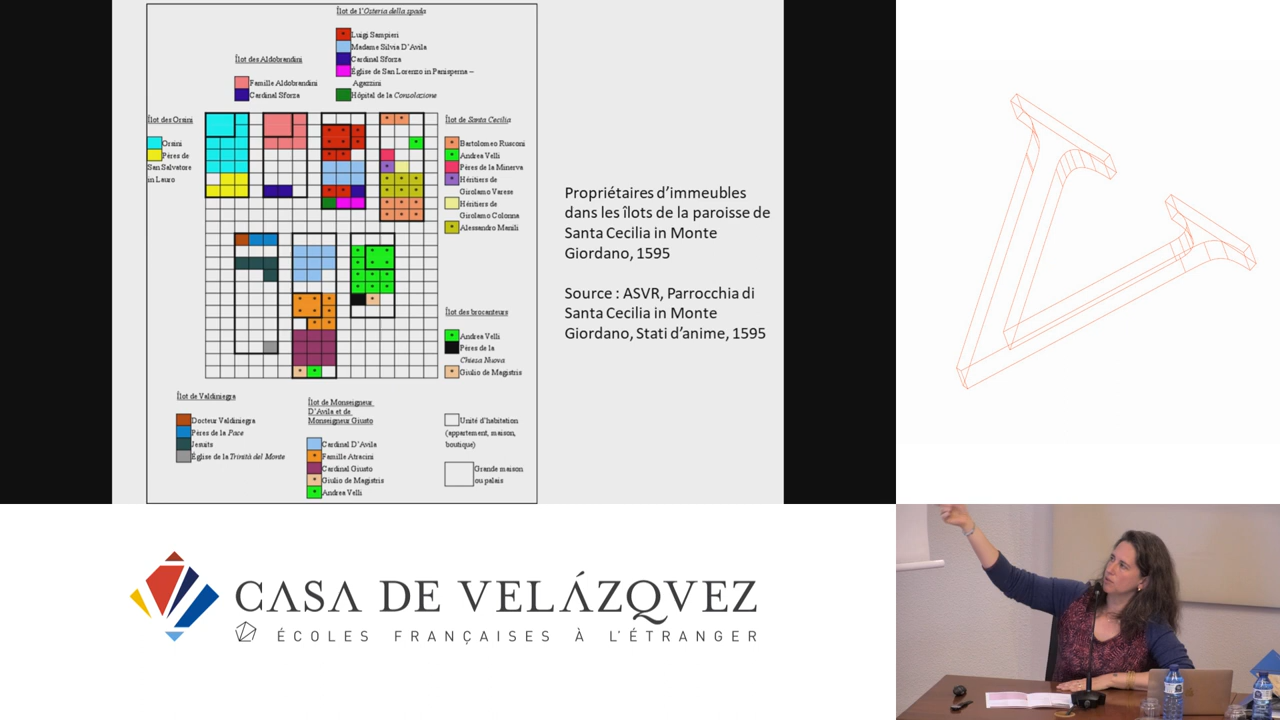 Îlot de l'Osteria della spada
Luigi Sampieri
Madame Silvia D'Avila
Cardinal Sforza
Église de San Lorenzo in Panisperna –
Agazzini
Hôpital de la Consolazione
Îlot des Aldobrandini
Famille Aldobrandini
Cardinal Sforza
Îlot des Orsini
Orsini
Pères de
San Salvatore
in Lauro
Îlot de Santa Cecilia
Bartolomeo Rusconi
Andrea Velli
Pères de la Minerva
Héritiers de
Girolamo Varese
Héritiers de
Girolamo Colonna
Alessandro Manili
Îlot des brocanteurs
Andrea Velli
Pères de la
Chieza Nuova
Giulio de Magistris
Îlot de Valdiniegra
Docteur Valdiniegra
Pères de la Pace
Jesuits
Église de la Trinità del Monte
Îlot de Monseigneur
D'Avila et de
Monseigneur Giusto
Cardinal D'Avila
Famille Atracini
Cardinal Giusto
Giulio de Magistris
Andrea Velli
Unité d'habitation
(appartement, maison,
boutique)
Grande maison
ou palais
Propriétaires d'immeubles
dans les îlots de la paroisse de
Santa Cecilia in Monte
Giordano, 1595
Source : ASVR, Parrocchia di
Santa Cecilia in Monte
Giordano, Stati d'anime, 1595
CASA DE VELÁZQVEZ
ÉCOLES FRANÇAISES À L'ÉTRANGER